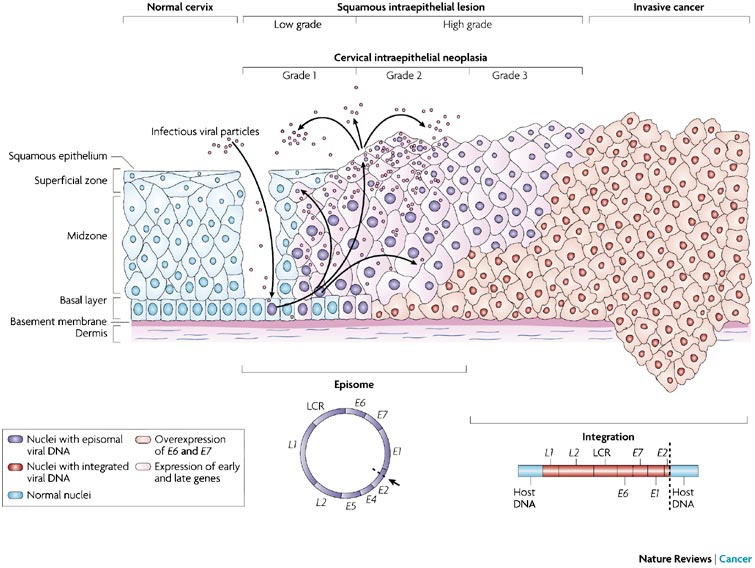 Normal cervix
Squamous intraepithelial lesion
Invasive cancer
Low grade
High grade
Cervical intraepithelial neoplasia
Grade 1
Grade 2
Grade 3
Infectious viral particles
Squamous epithelium
Superficial zone
Midzone
Basal layer
Basement membrane
Dermis
Episome
LCR
E6
E7
L1
E1
E2
L2
E5
E4
Nuclei with episomal
viral DNA
Nuclei with integrated
viral DNA
Normal nuclei
Overexpression
of E6 and E7
Expression of early
and late genes
Integration
L1
L2
LCR
E7
E2
Host
DNA
E6
E1
Host
DNA
Nature Reviews | Cancer